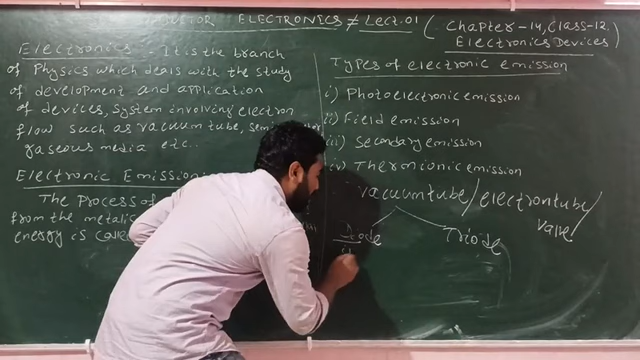 ELECTRONICS Lect.01 (Chapter-14, Class-12.
Electronics Devices)
Electronics - It is the branch
of Physics which deals with the study
of development and application
of devices, system involving electron
flow such as vacuum tube,
gaseous media etc..
Electronic Emission
The Process of
from the metalic
energy is called
Types of electronic emission
i) Photoelectronic emission
ii) Field emission
iii) Secondary emission
iv) Thermionic emission
Vacuum tube / electron tube /
Valve
Diode Triode